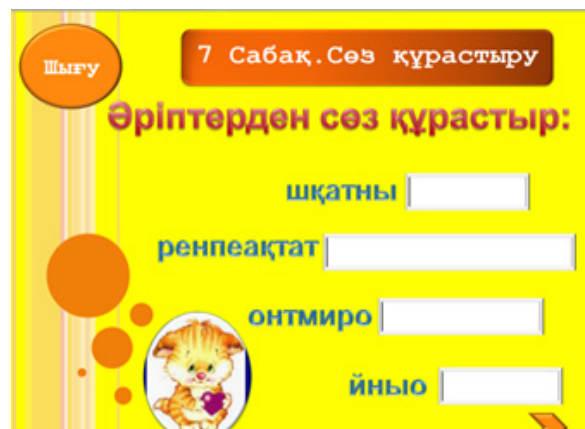 Шығу
7 Сабақ.Сөз құрастыру
Әріптерден сөз құрастыр:
шқатны
ренпеақтат
онтмиро
йныо